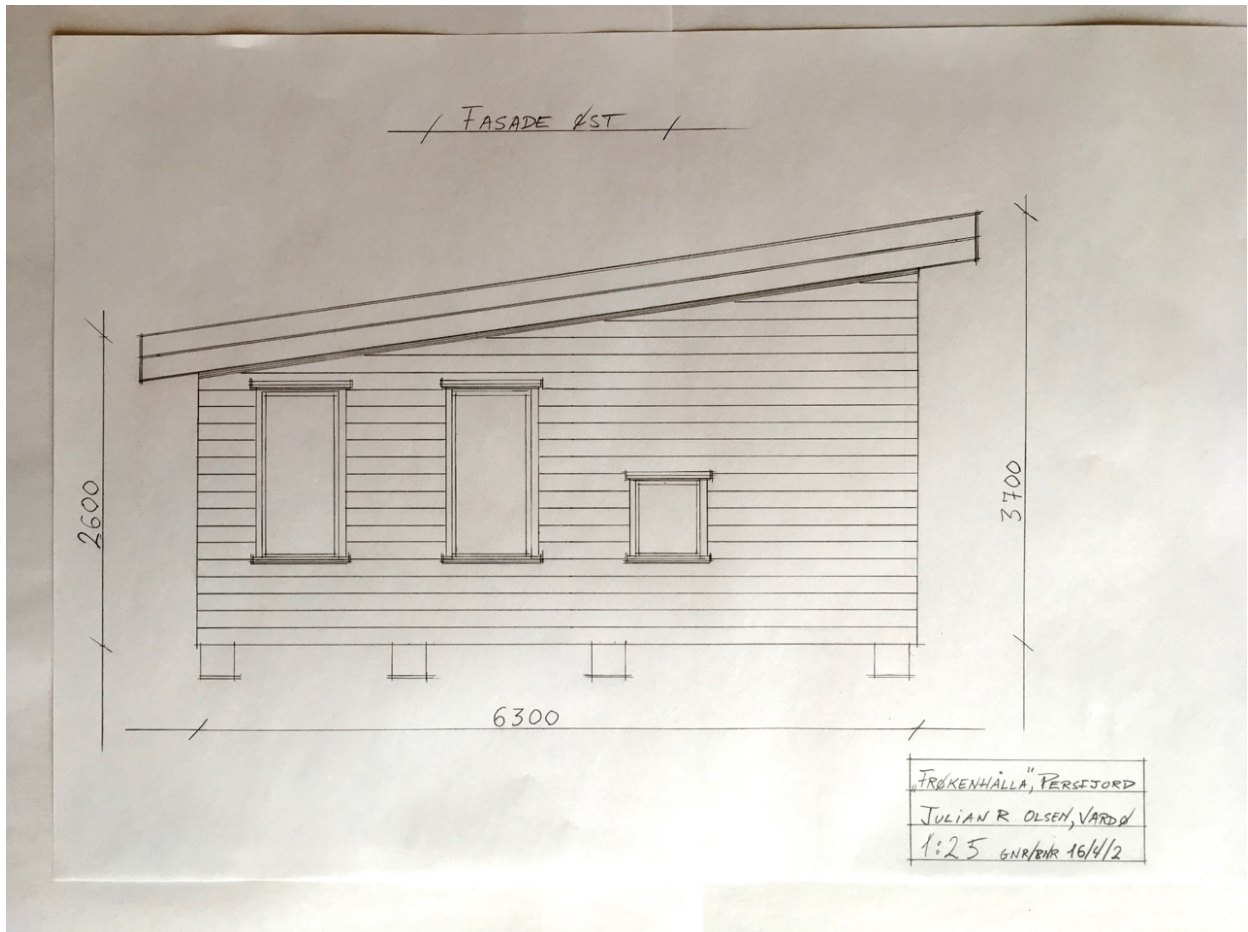 FASADE ØST
2600
3700
6300
„FRØKENHÅLLA", PERSFJORD
JULIAN R OLSEN, VARDØ
1:25 GNR/BNR 16/4/2